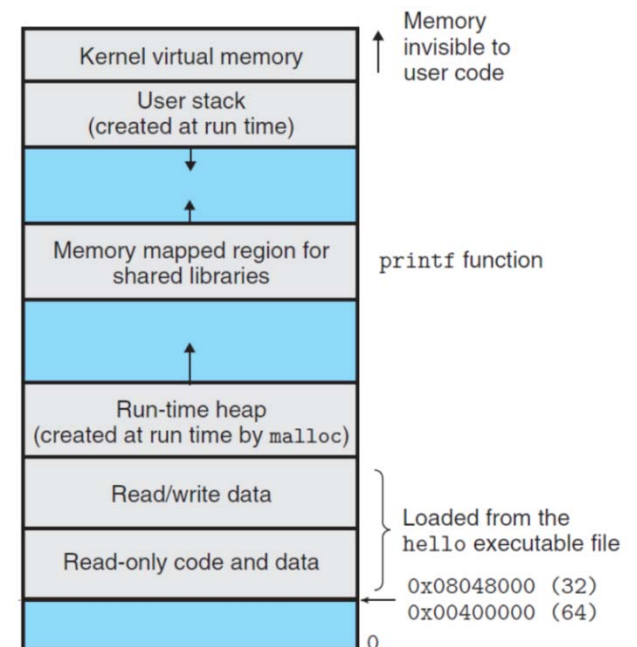 Memory
invisible to
user code
Kernel virtual memory
User stack
(created at run time)
Memory mapped region for
shared libraries
printf function
Run-time heap
(created at run time by malloc)
Read/write data
Read-only code and data
Loaded from the
hello executable file
0x08048000 (32)
0x00400000 (64)
0